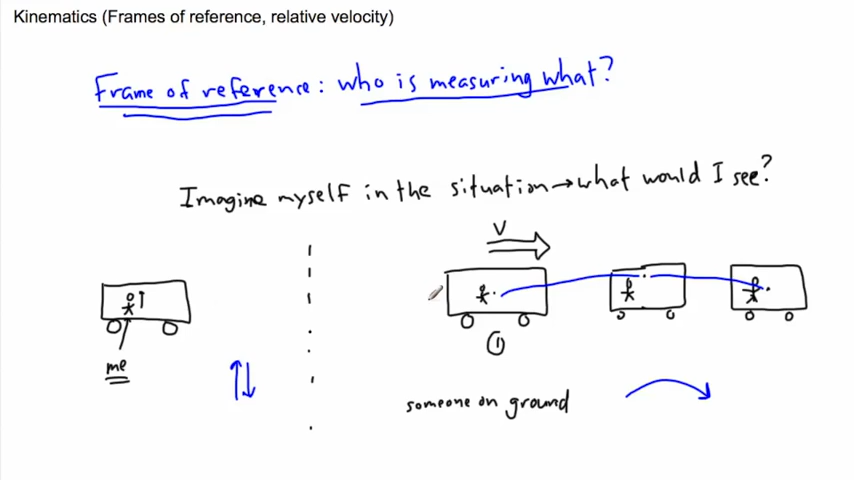 Kinematics (Frames of reference, relative velocity)
Frame of reference: who is measuring what?
Imagine myself in the situation→what would I see?
V
me
①
someone on ground